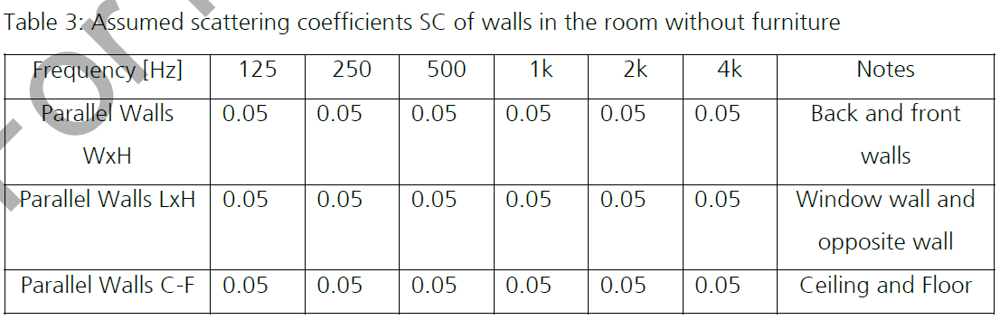 Table 3: Assumed scattering coefficients SC of walls in the room without furniture
Frequency [Hz] 125 250 500 1k 2k 4k Notes
Parallel Walls 0.05 0.05 0.05 0.05 0.05 0.05 Back and front
WxH walls
Parallel Walls LxH 0.05 0.05 0.05 0.05 0.05 0.05 Window wall and
opposite wall
Parallel Walls C-F 0.05 0.05 0.05 0.05 0.05 0.05 Ceiling and Floor
For